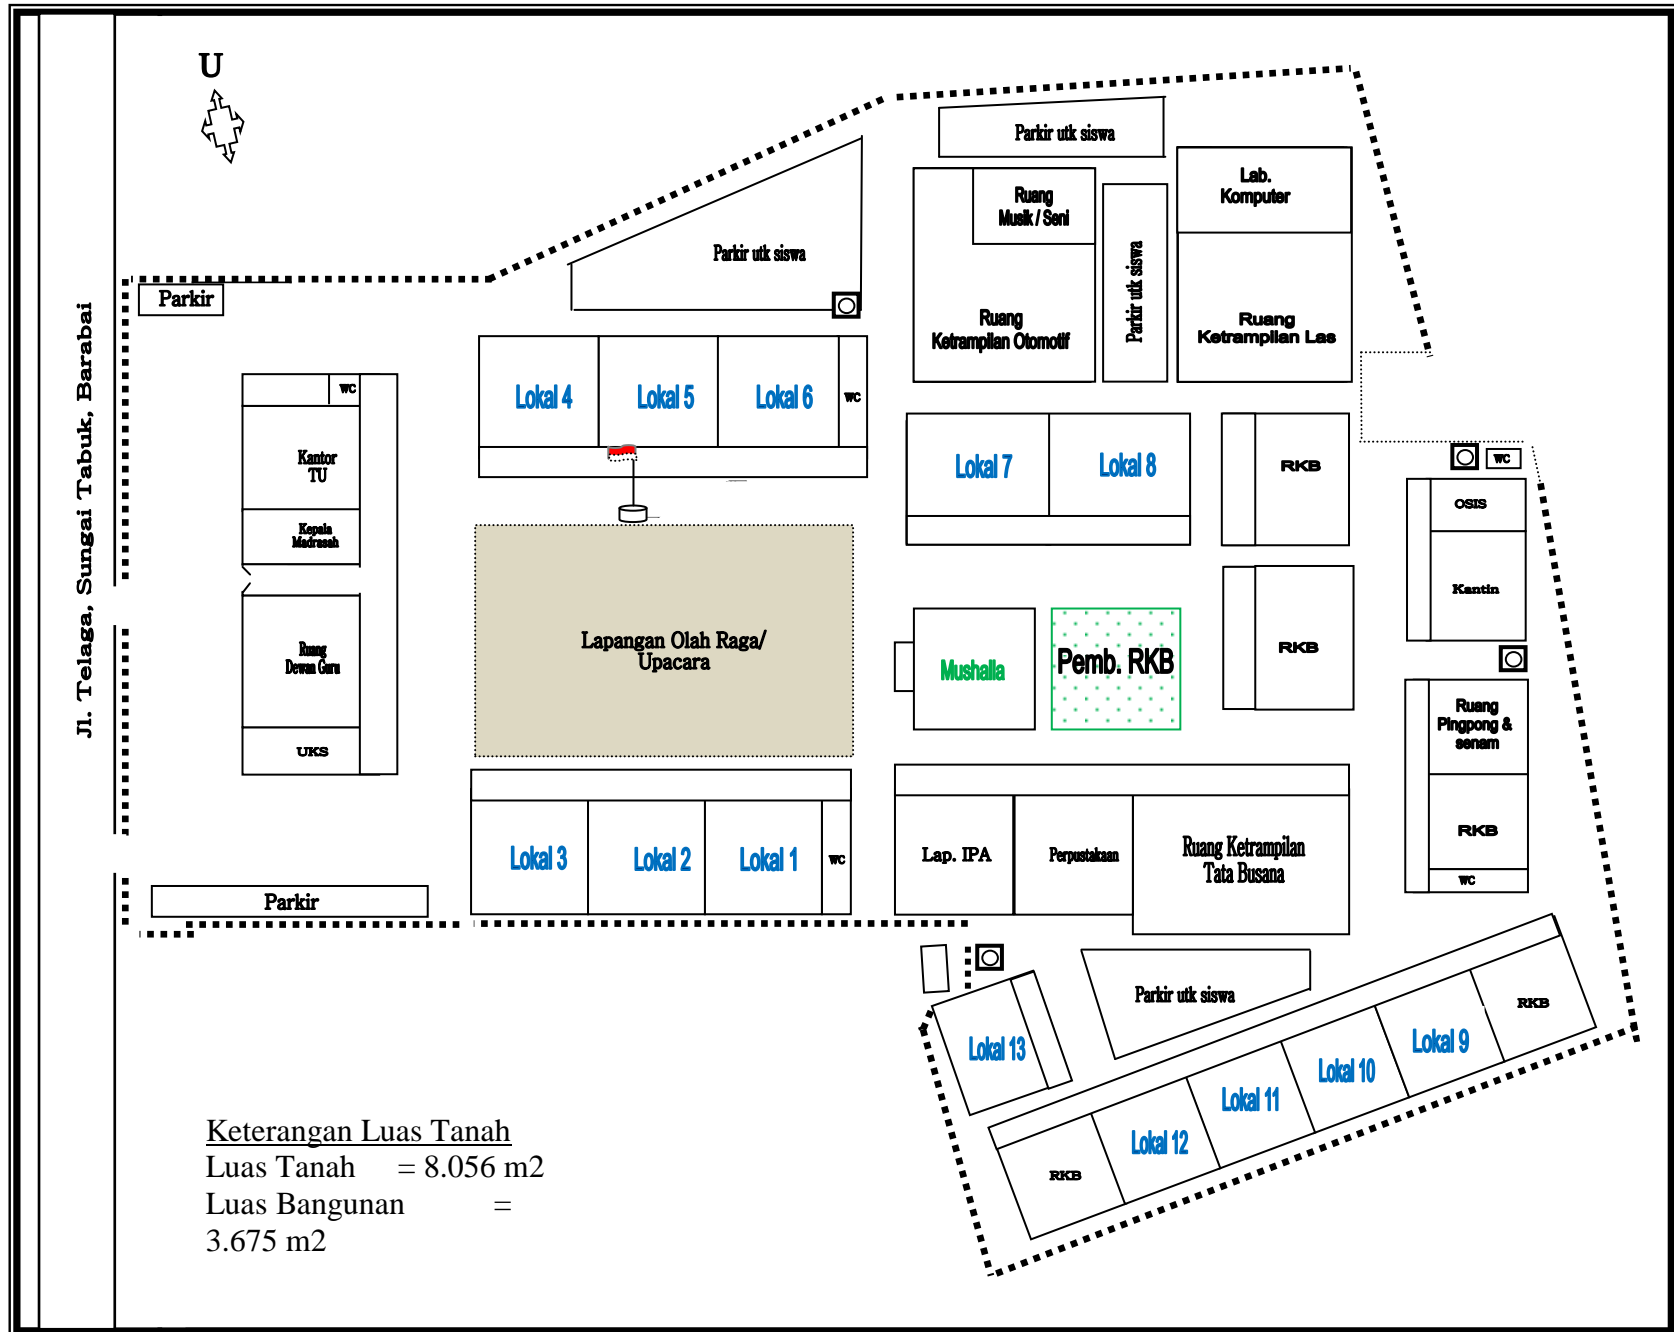 U
Parkir utk siswa
Lab.
Komputer
Ruang
Musik / Seni
Parkir utk siswa
Parkir utk siswa
Parkir
Ruang
Ketrampilan Otomotif
Ruang
Ketrampilan Las
Jl. Telaga, Sungai Tabuk, Barabai
WC
Lokal 4
Lokal 5
Lokal 6
WC
Kantor
TU
Lokal 7
Lokal 8
RKB
WC
OSIS
Kepala
Madrasah
Kantin
Lapangan Olah Raga/
Upacara
Ruang
Dewan Guru
Mushalla
Pemb. RKB
RKB
Ruang
Pingpong &
senam
UKS
RKB
WC
Lokal 3
Lokal 2
Lokal 1
WC
Lap. IPA
Perpustakaan
Ruang Ketrampilan
Tata Busana
Parkir
Parkir utk siswa
RKB
Lokal 13
Lokal 9
Lokal 10
Lokal 11
Lokal 12
RKB
Keterangan Luas Tanah
Luas Tanah = 8.056 m2
Luas Bangunan =
3.675 m2